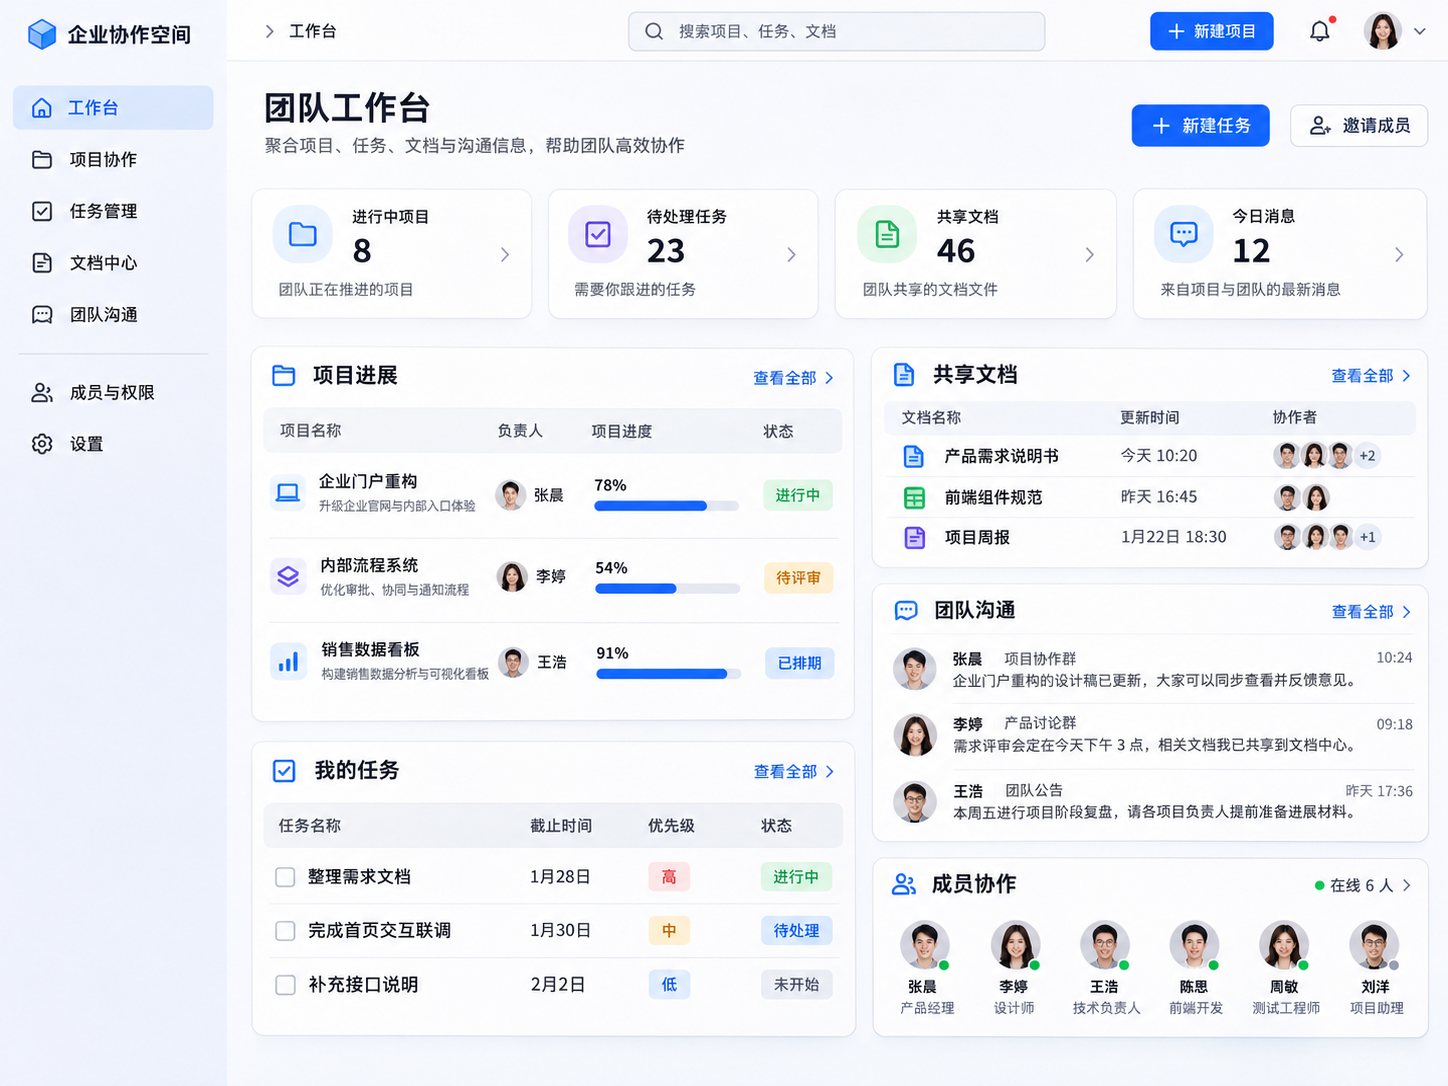 企业协作空间
工作台
项目协作
任务管理
文档中心
团队沟通
成员与权限
设置
工作台
搜索项目、任务、文档
新建项目
团队工作台
聚合项目、任务、文档与沟通信息，帮助团队高效协作
新建任务
邀请成员
进行中项目
8
团队正在推进的项目
待处理任务
23
需要你跟进的任务
共享文档
46
团队共享的文档文件
今日消息
12
来自项目与团队的最新消息
项目进展
查看全部
项目名称 负责人 项目进度 状态
企业门户重构
升级企业官网与内部入口体验
张晨
78%
进行中
内部流程系统
优化审批、协同与通知流程
李婷
54%
待评审
销售数据看板
构建销售数据分析与可视化看板
王浩
91%
已排期
我的任务
查看全部
任务名称 截止时间 优先级 状态
整理需求文档 1月28日 高 进行中
完成首页交互联调 1月30日 中 待处理
补充接口说明 2月2日 低 未开始
共享文档
查看全部
文档名称 更新时间 协作者
产品需求说明书 今天 10:20 +2
前端组件规范 昨天 16:45
项目周报 1月22日 18:30 +1
团队沟通
查看全部
张晨 项目协作群 10:24
企业门户重构的设计稿已更新，大家可以同步查看并反馈意见。
李婷 产品讨论群 09:18
需求评审会定在今天下午 3 点，相关文档我已共享到文档中心。
王浩 团队公告 昨天 17:36
本周五进行项目阶段复盘，请各项目负责人提前准备进展材料。
成员协作
在线 6 人
张晨 李婷 王浩 陈思 周敏 刘洋
产品经理 设计师 技术负责人 前端开发 测试工程师 项目助理